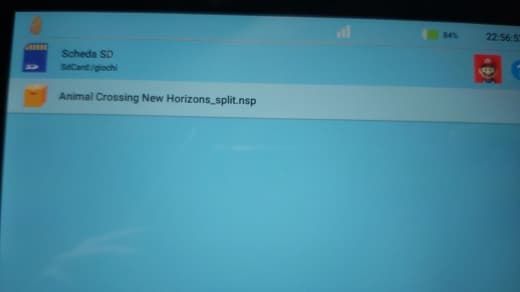 84%
22:56:5
Scheda SD
SdCard:/giochi
Animal Crossing New Horizons_split.nsp